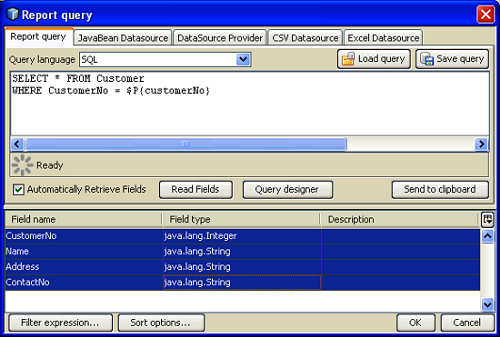 Report query
Report query JavaBean Datasource DataSource Provider CSV Datasource Excel Datasource
Query language SQL Load query Save query
SELECT * FROM Customer
WHERE CustomerNo = $P{customerNo}
Ready
Automatically Retrieve Fields Read Fields Query designer Send to clipboard
Field name Field type Description
CustomerNo java.lang.Integer
Name java.lang.String
Address java.lang.String
ContactNo java.lang.String
Filter expression... Sort options... OK Cancel